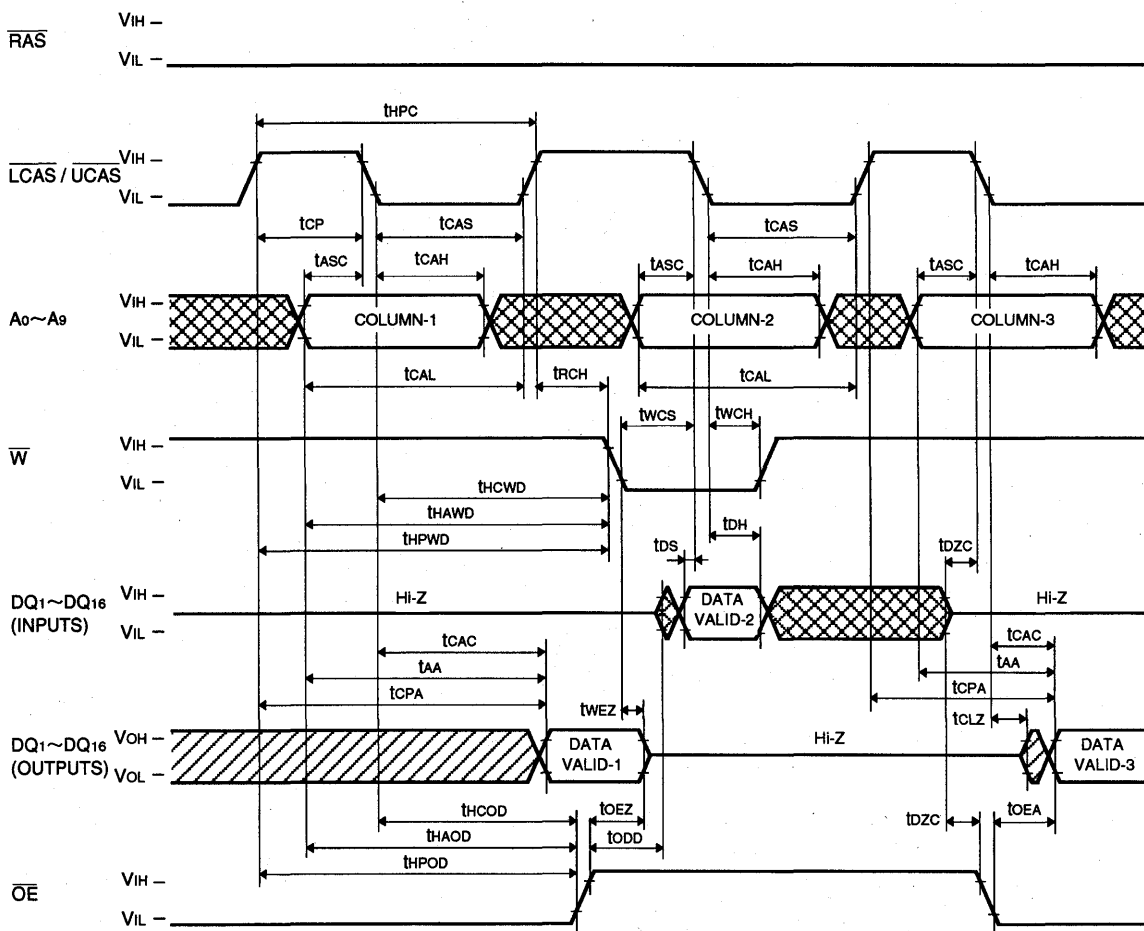 VIH
RAS
VIL
tHPC
VIH
LCAS / UCAS
VIL
tCP tCAS tCAS
tASC tCAH tASC tCAH tASC tCAH
VIH
A0~A9 COLUMN-1 COLUMN-2 COLUMN-3
VIL
tCAL tRCH tCAL
tWCS tWCH
VIH
W
VIL
tHCWD
tHAWD
tHPWD
tDH
tDS tDZC
VIH
DQ1~DQ16 (INPUTS)
VIL
Hi-Z DATA VALID-2 Hi-Z
tCAC tCAC
tAA tAA
tCPA tCPA
tWEZ tCLZ
VOH
DQ1~DQ16 (OUTPUTS)
VOL
DATA VALID-1 Hi-Z DATA VALID-3
tHCOD tOEZ tDZC tOEA
tHAOD tODD
tHPOD
VIH
OE
VIL